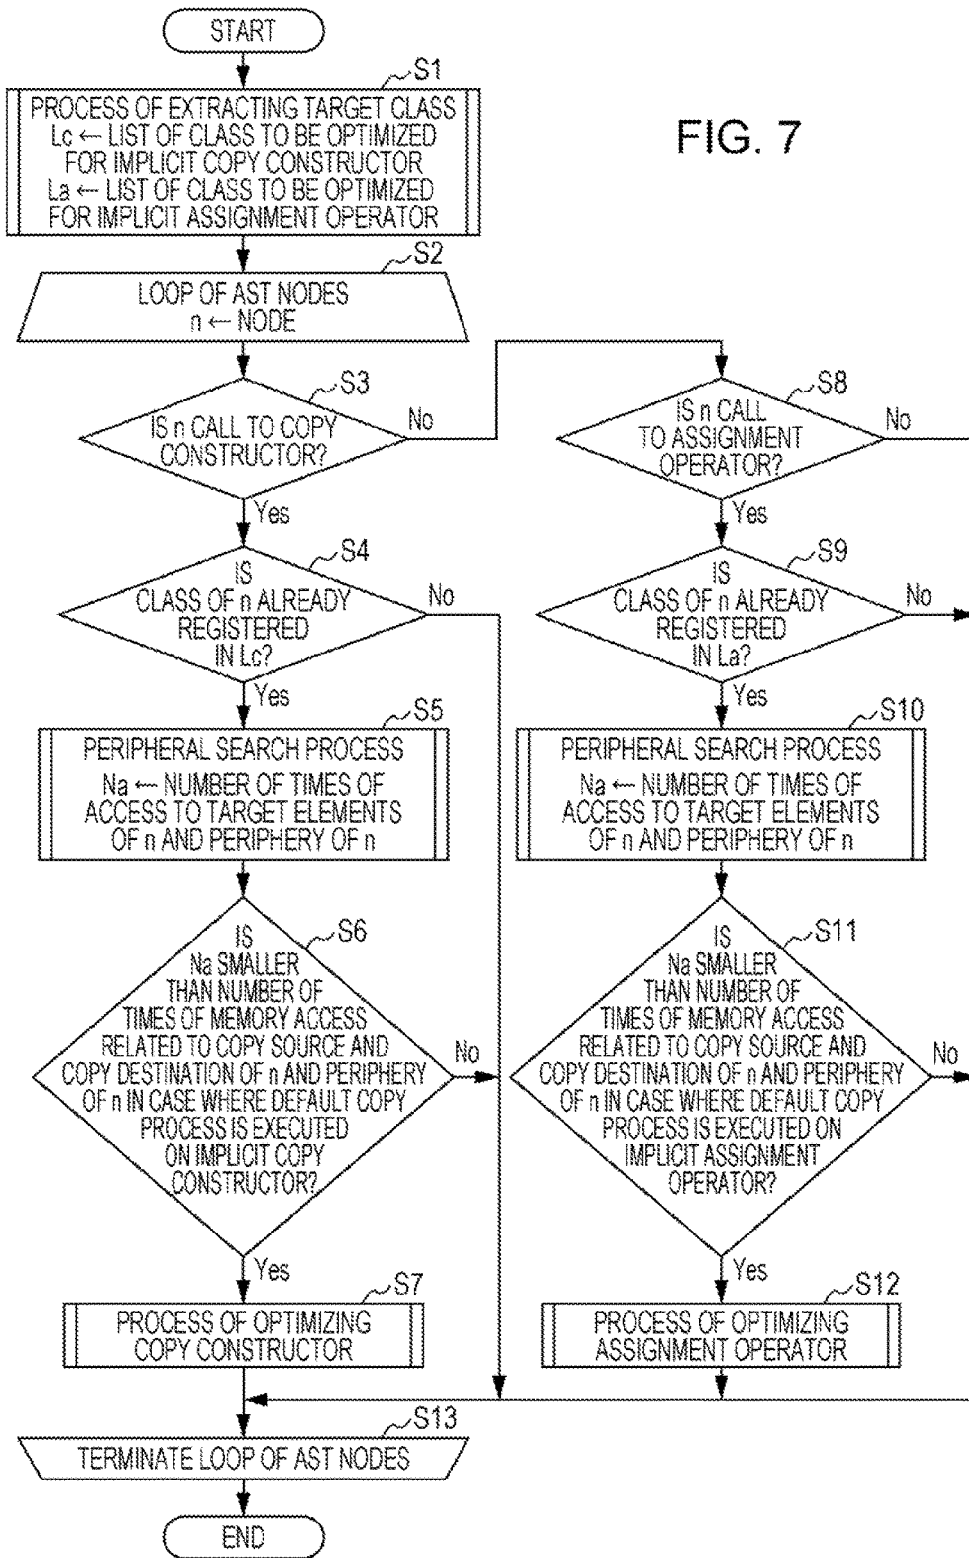 START
S1
PROCESS OF EXTRACTING TARGET CLASS
Lc ← LIST OF CLASS TO BE OPTIMIZED
FOR IMPLICIT COPY CONSTRUCTOR
La ← LIST OF CLASS TO BE OPTIMIZED
FOR IMPLICIT ASSIGNMENT OPERATOR
FIG. 7
S2
LOOP OF AST NODES
n ← NODE
S3
IS n CALL TO COPY
CONSTRUCTOR?
No
Yes
S4
IS
CLASS OF n ALREADY
REGISTERED
IN Lc?
No
Yes
S5
PERIPHERAL SEARCH PROCESS
Na ← NUMBER OF TIMES OF
ACCESS TO TARGET ELEMENTS
OF n AND PERIPHERY OF n
S6
IS
Na SMALLER
THAN NUMBER OF
TIMES OF MEMORY ACCESS
RELATED TO COPY SOURCE AND
COPY DESTINATION OF n AND PERIPHERY
OF n IN CASE WHERE DEFAULT COPY
PROCESS IS EXECUTED
ON IMPLICIT COPY
CONSTRUCTOR?
No
Yes
S7
PROCESS OF OPTIMIZING
COPY CONSTRUCTOR
S8
IS n CALL
TO ASSIGNMENT
OPERATOR?
No
Yes
S9
IS
CLASS OF n ALREADY
REGISTERED
IN La?
No
Yes
S10
PERIPHERAL SEARCH PROCESS
Na ← NUMBER OF TIMES OF
ACCESS TO TARGET ELEMENTS
OF n AND PERIPHERY OF n
S11
IS
Na SMALLER
THAN NUMBER OF
TIMES OF MEMORY ACCESS
RELATED TO COPY SOURCE AND
COPY DESTINATION OF n AND PERIPHERY
OF n IN CASE WHERE DEFAULT COPY
PROCESS IS EXECUTED ON
IMPLICIT ASSIGNMENT
OPERATOR?
No
Yes
S12
PROCESS OF OPTIMIZING
ASSIGNMENT OPERATOR
S13
TERMINATE LOOP OF AST NODES
END